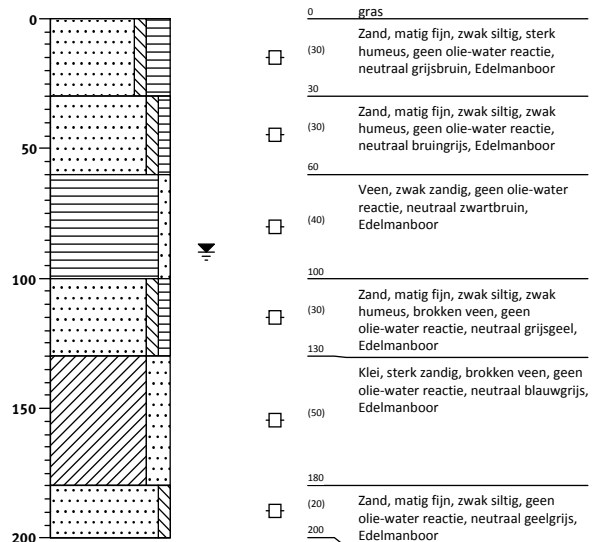 0
50
100
150
200
0 gras
(30)
Zand, matig fijn, zwak siltig, sterk
humeus, geen olie-water reactie,
neutraal grijsbruin, Edelmanboor
30
(30)
Zand, matig fijn, zwak siltig, zwak
humeus, geen olie-water reactie,
neutraal bruingrijs, Edelmanboor
60
(40)
Veen, zwak zandig, geen olie-water
reactie, neutraal zwartbruin,
Edelmanboor
100
(30)
Zand, matig fijn, zwak siltig, zwak
humeus, brokken veen, geen
olie-water reactie, neutraal grijsgeel,
Edelmanboor
130
(50)
Klei, sterk zandig, brokken veen, geen
olie-water reactie, neutraal blauwgrijs,
Edelmanboor
180
(20)
Zand, matig fijn, zwak siltig, geen
olie-water reactie, neutraal geelgrijs,
Edelmanboor
200